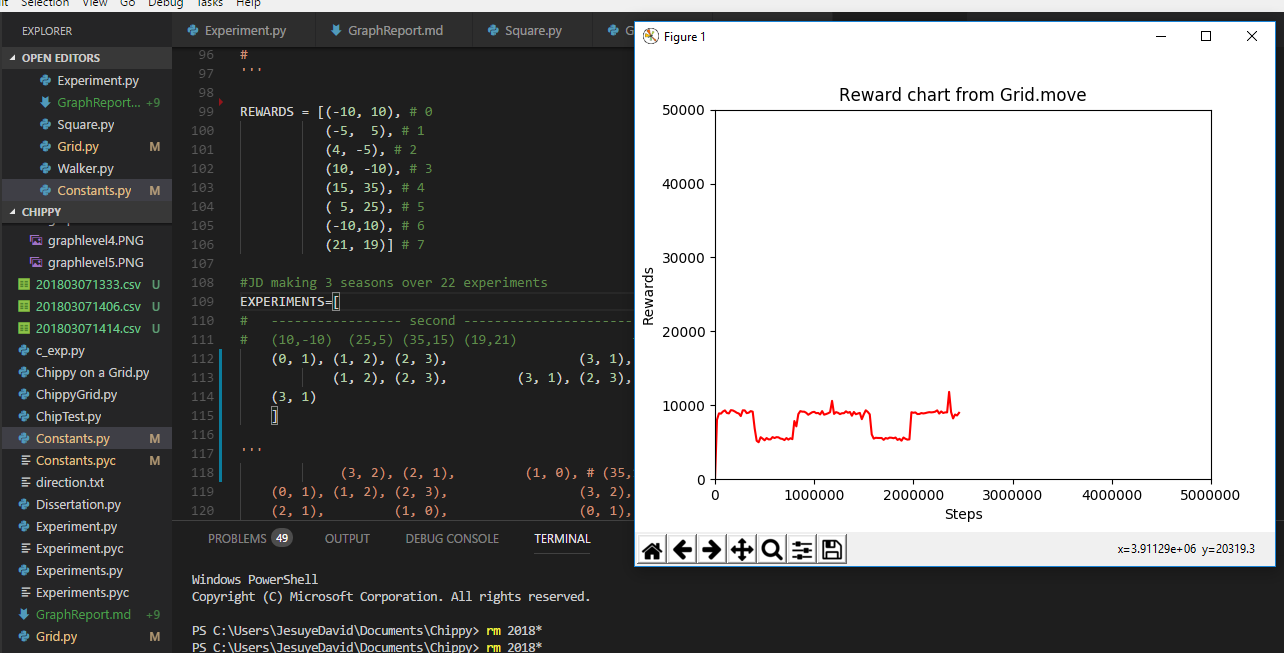 Selection View Go Debug Tasks Help
EXPLORER
OPEN EDITORS
Experiment.py
GraphReport... +9
Square.py
Grid.py M
Walker.py
Constants.py M
CHIPPY
graphlevel4.PNG
graphlevel5.PNG
201803071333.csv U
201803071406.csv U
201803071414.csv U
c_exp.py
Chippy on a Grid.py
ChippyGrid.py
ChipTest.py
Constants.py M
Constants.pyc M
direction.txt
Dissertation.py
Experiment.py
Experiment.pyc
Experiments.py
Experiments.pyc
GraphReport.md +9
Grid.py M
Experiment.py GraphReport.md Square.py G
96 #
97 '''
98
99 REWARDS = [(-10, 10), # 0
100 (-5, 5), # 1
101 (4, -5), # 2
102 (10, -10), # 3
103 (15, 35), # 4
104 ( 5, 25), # 5
105 (-10,10), # 6
106 (21, 19)] # 7
107
108 #JD making 3 seasons over 22 experiments
109 EXPERIMENTS=[
110 # ----------------- second ----------------------
111 # (10,-10) (25,5) (35,15) (19,21)
112 (0, 1), (1, 2), (2, 3), (3, 1),
113 (1, 2), (2, 3), (3, 1), (2, 3),
114 (3, 1)
115 ]
116
117 '''
118 (3, 2), (2, 1), (1, 0), # (35,
119 (0, 1), (1, 2), (2, 3), (3, 2),
120 (2, 1), (1, 0), (0, 1),
PROBLEMS 49 OUTPUT DEBUG CONSOLE TERMINAL
Windows PowerShell
Copyright (C) Microsoft Corporation. All rights reserved.
PS C:\Users\JesuyeDavid\Documents\Chippy> rm 2018*
PS C:\Users\JesuyeDavid\Documents\Chippy> rm 2018*
Figure 1
Reward chart from Grid.move
50000
40000
30000
20000
10000
0
Rewards
0 1000000 2000000 3000000 4000000 5000000
Steps
x=3.91129e+06 y=20319.3